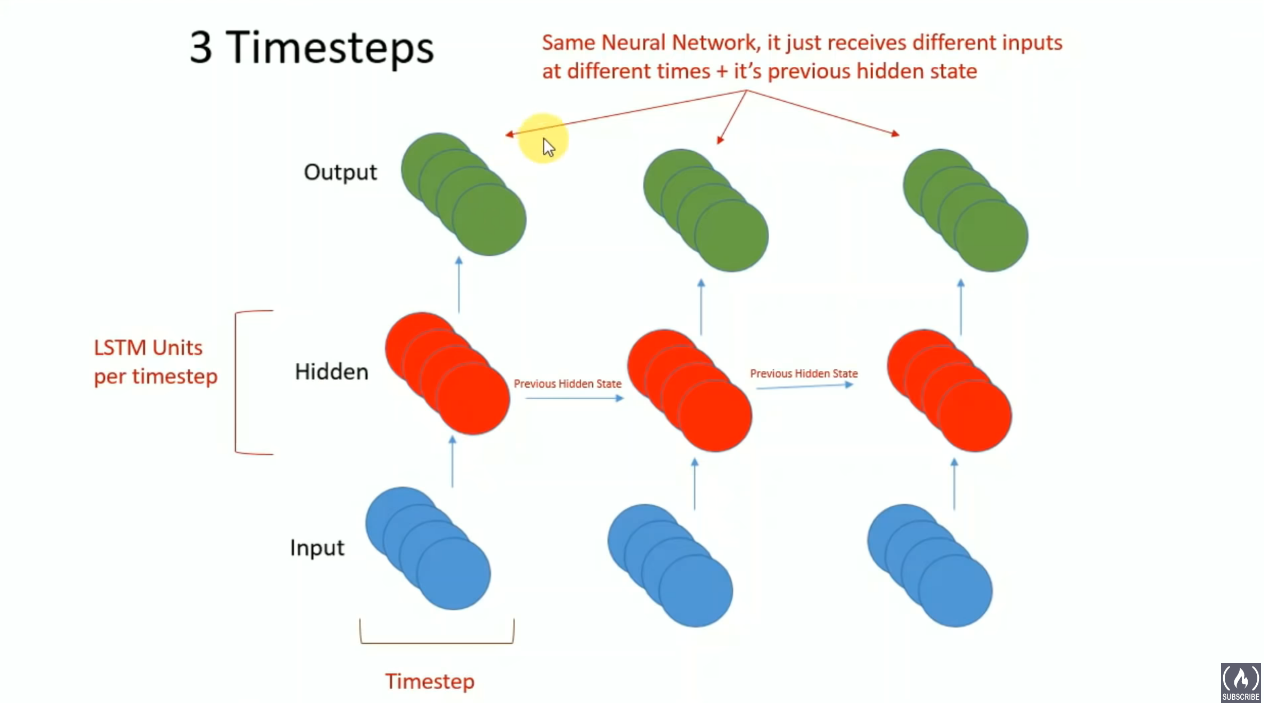 3 Timesteps
Same Neural Network, it just receives different inputs
at different times + it's previous hidden state
Output
LSTM Units
per timestep
Hidden
Previous Hidden State
Previous Hidden State
Input
Timestep
SUBSCRIBE